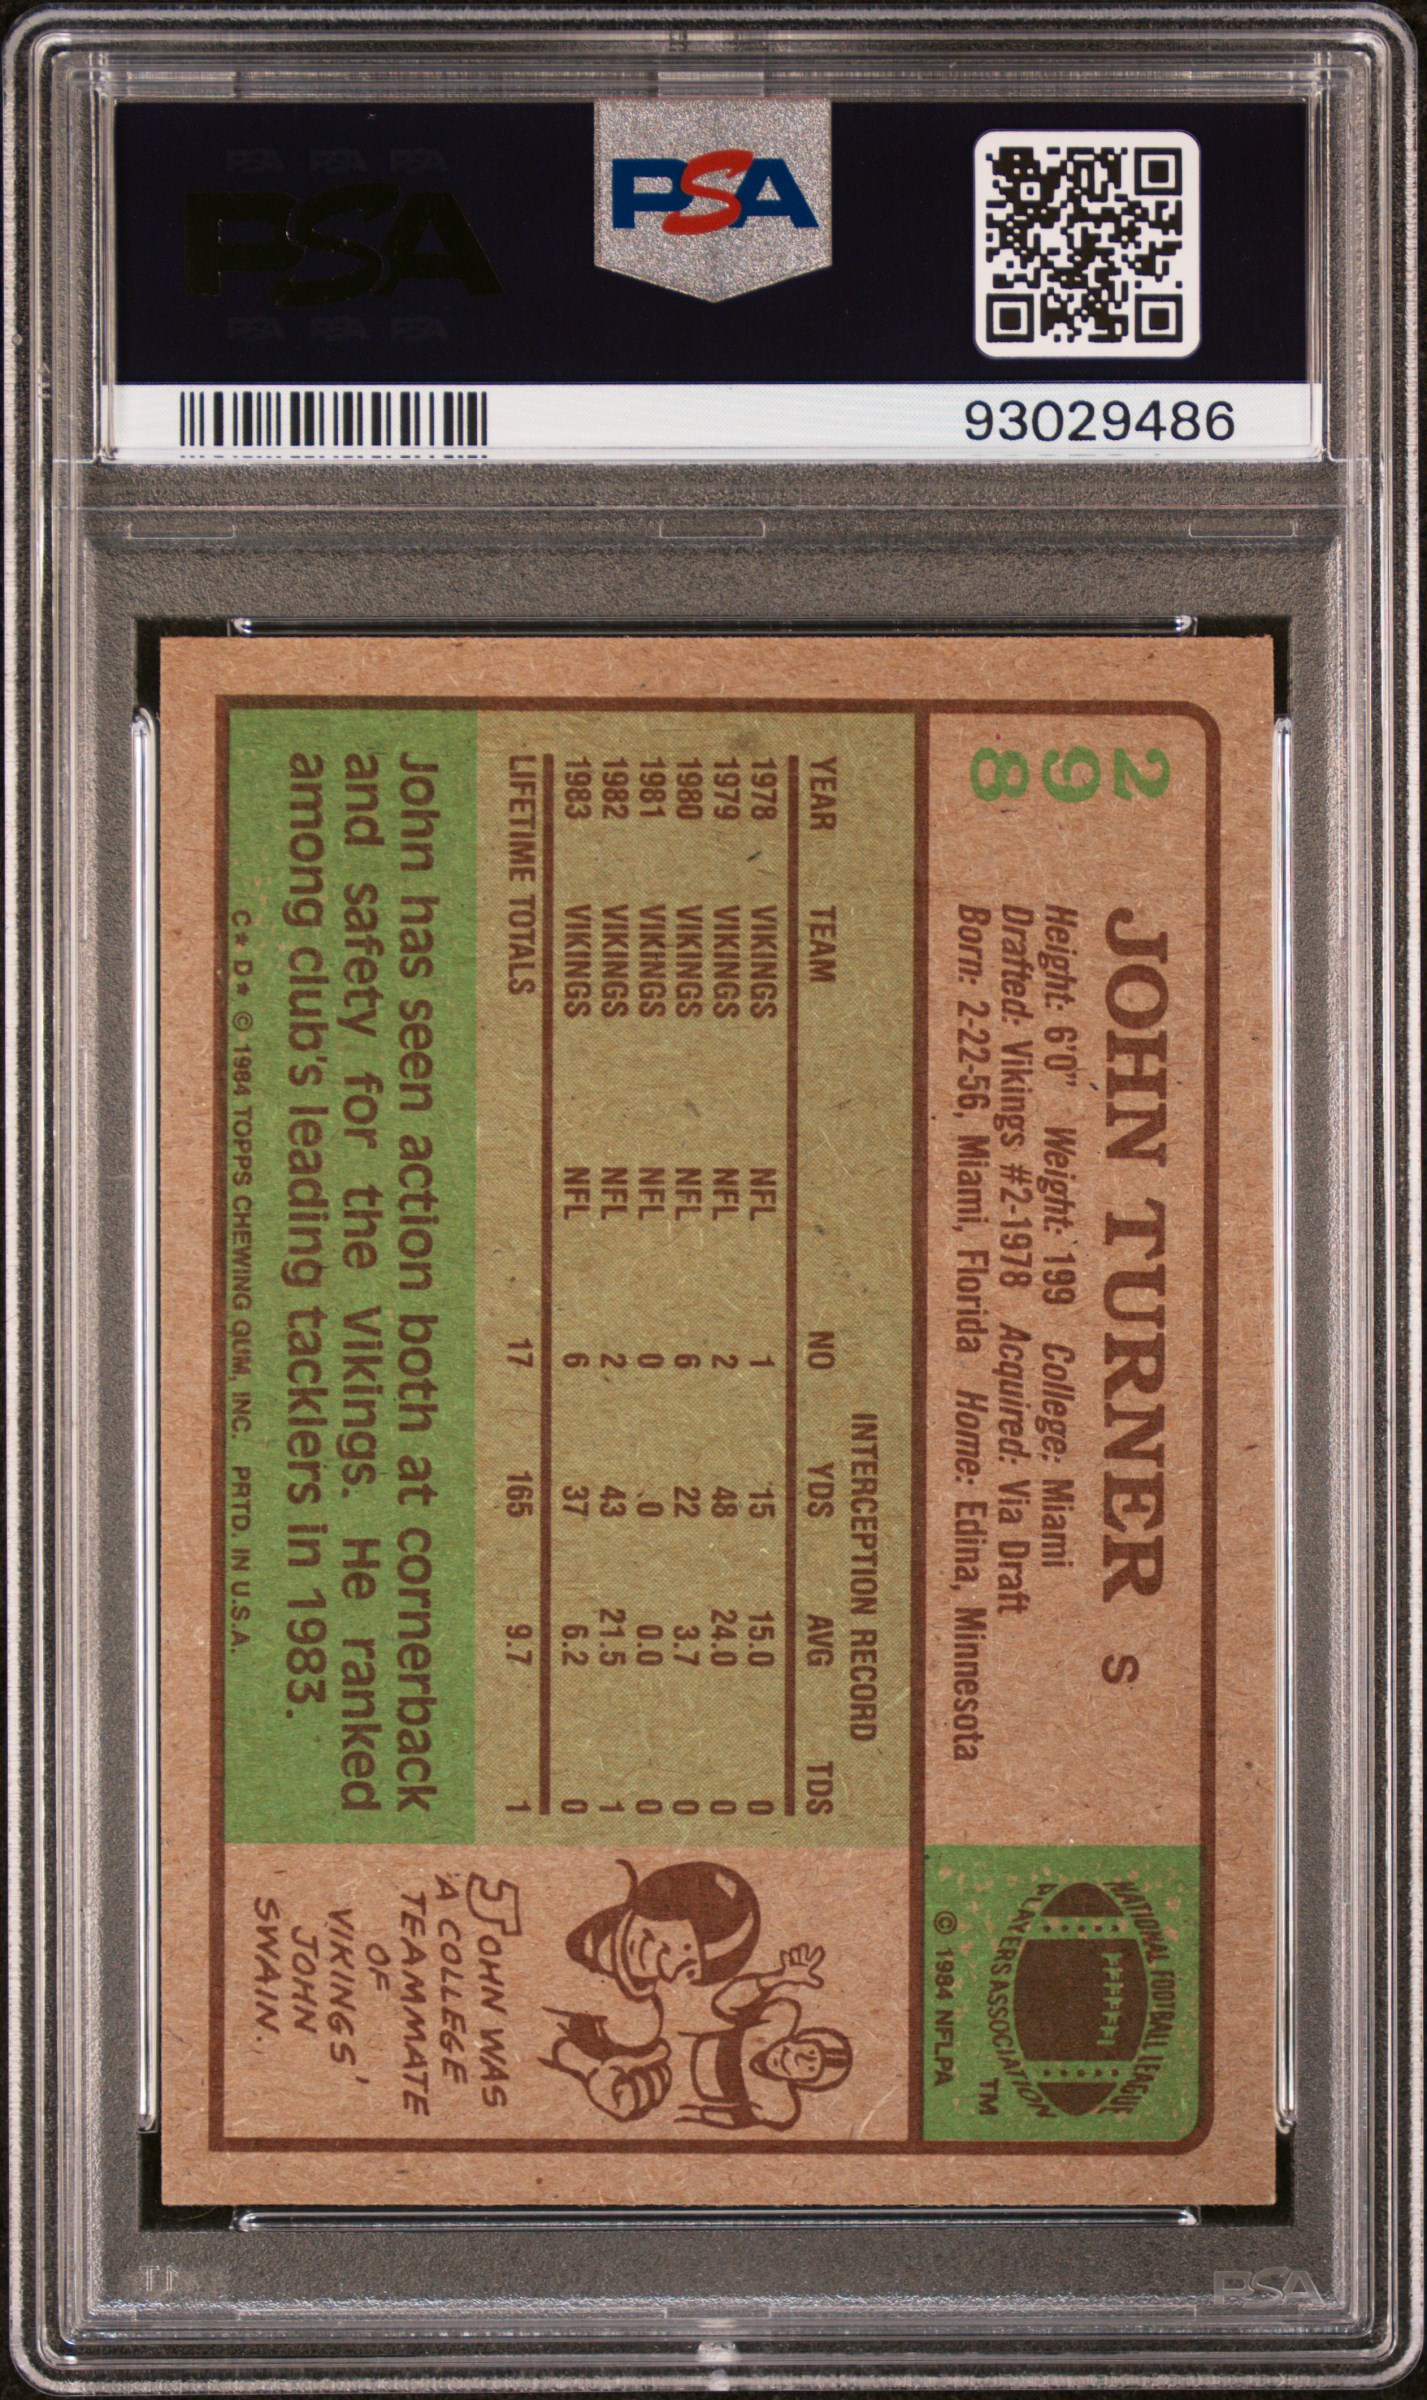 PSA PSA PSA
PSA
PSA PSA PSA
PSA
93029486
298
JOHN TURNER S
Height: 6'0" Weight: 199 College: Miami
Drafted: Vikings #2-1978 Acquired: Via Draft
Born: 2-22-56, Miami, Florida Home: Edina, Minnesota
NATIONAL FOOTBALL LEAGUE
PLAYERS ASSOCIATION
TM
© 1984 NFLPA
INTERCEPTION RECORD
YEAR TEAM NO YDS AVG TDS
1978 VIKINGS NFL 1 15 15.0 0
1979 VIKINGS NFL 2 48 24.0 0
1980 VIKINGS NFL 6 22 3.7 0
1981 VIKINGS NFL 0 0 0.0 0
1982 VIKINGS NFL 2 43 21.5 1
1983 VIKINGS NFL 6 37 6.2 0
LIFETIME TOTALS 17 165 9.7 1
John has seen action both at cornerback
and safety for the Vikings. He ranked
among club's leading tacklers in 1983.
C* D* © 1984 TOPPS CHEWING GUM, INC. PRTD. IN U.S.A.
JOHN WAS
A COLLEGE
TEAMMATE
OF
VIKINGS'
JOHN
SWAIN.
PSA